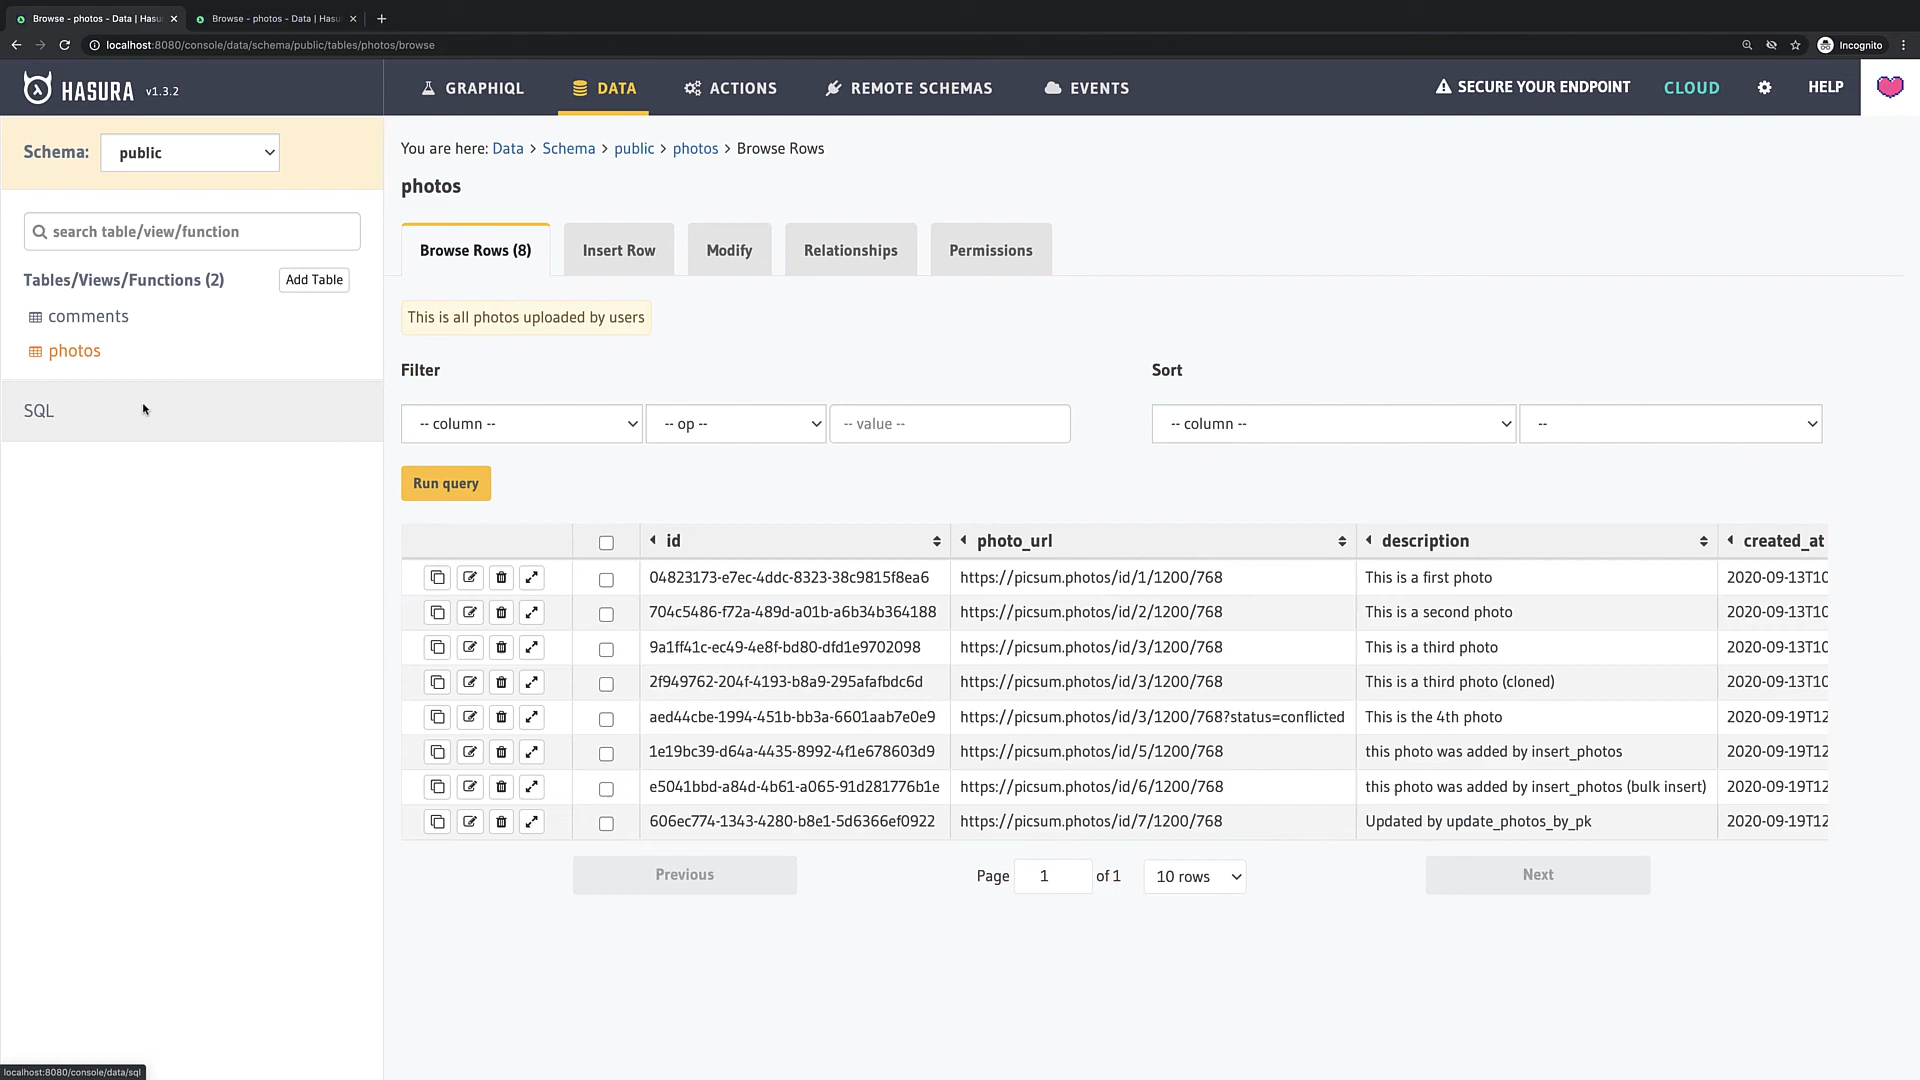 Browse - photos - Data | Hasu
Browse - photos - Data | Hasu
localhost:8080/console/data/schema/public/tables/photos/browse
Incognito
HASURA v1.3.2
GRAPHIQL
DATA
ACTIONS
REMOTE SCHEMAS
EVENTS
SECURE YOUR ENDPOINT
CLOUD
HELP
Schema: public
search table/view/function
Tables/Views/Functions (2)
Add Table
comments
photos
SQL
You are here: Data > Schema > public > photos > Browse Rows
photos
Browse Rows (8)
Insert Row
Modify
Relationships
Permissions
This is all photos uploaded by users
Filter
Sort
-- column --
-- op --
-- value --
-- column --
--
Run query
id photo_url description created_at
04823173-e7ec-4ddc-8323-38c9815f8ea6 https://picsum.photos/id/1/1200/768 This is a first photo 2020-09-13T10
704c5486-f72a-489d-a01b-a6b34b364188 https://picsum.photos/id/2/1200/768 This is a second photo 2020-09-13T10
9a1ff41c-ec49-4e8f-bd80-dfd1e9702098 https://picsum.photos/id/3/1200/768 This is a third photo 2020-09-13T10
2f949762-204f-4193-b8a9-295afafbdc6d https://picsum.photos/id/3/1200/768 This is a third photo (cloned) 2020-09-13T10
aed44cbe-1994-451b-bb3a-6601aab7e0e9 https://picsum.photos/id/3/1200/768?status=conflicted This is the 4th photo 2020-09-19T12
1e19bc39-d64a-4435-8992-4f1e678603d9 https://picsum.photos/id/5/1200/768 this photo was added by insert_photos 2020-09-19T12
e5041bbd-a84d-4b61-a065-91d281776b1e https://picsum.photos/id/6/1200/768 this photo was added by insert_photos (bulk insert) 2020-09-19T12
606ec774-1343-4280-b8e1-5d6366ef0922 https://picsum.photos/id/7/1200/768 Updated by update_photos_by_pk 2020-09-19T12
Previous
Page 1 of 1
10 rows
Next
localhost:8080/console/data/sql